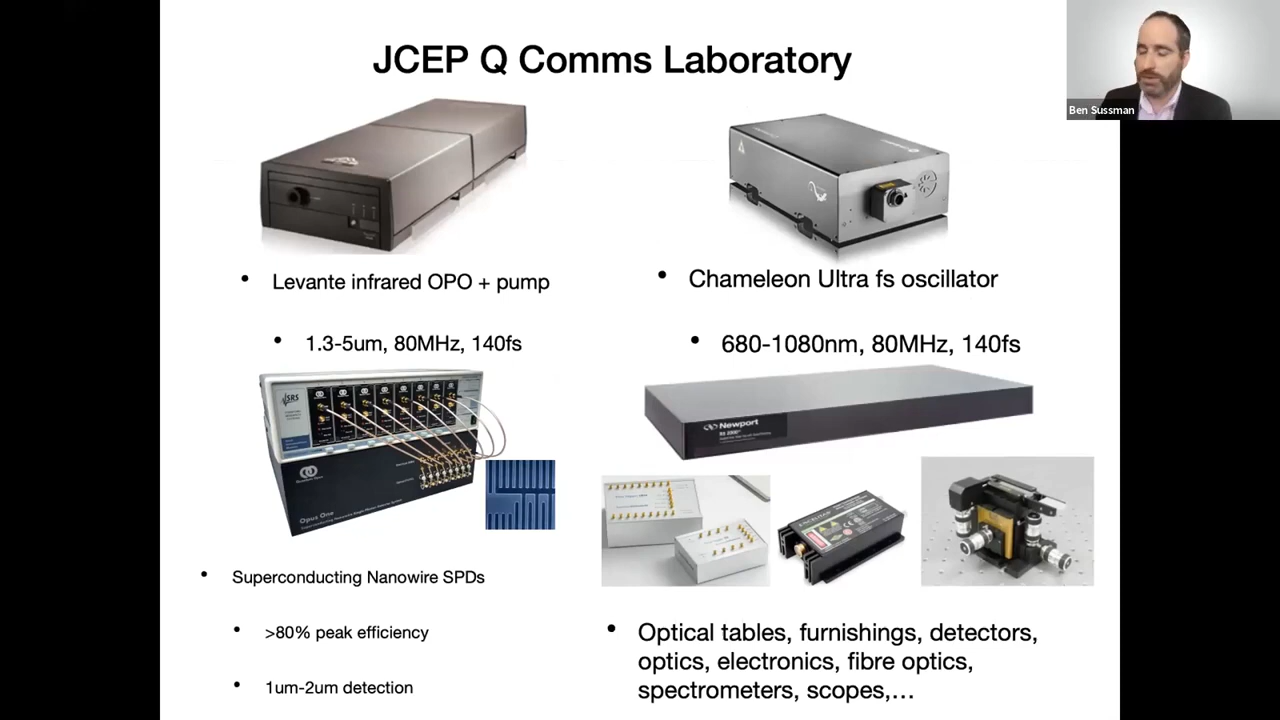 JCEP Q Comms Laboratory
Ben Sussman
• Levante infrared OPO + pump
• 1.3-5um, 80MHz, 140fs
• Chameleon Ultra fs oscillator
• 680-1080nm, 80MHz, 140fs
SRS
Opus One
Newport
• Superconducting Nanowire SPDs
• >80% peak efficiency
• 1um-2um detection
• Optical tables, furnishings, detectors,
optics, electronics, fibre optics,
spectrometers, scopes,…